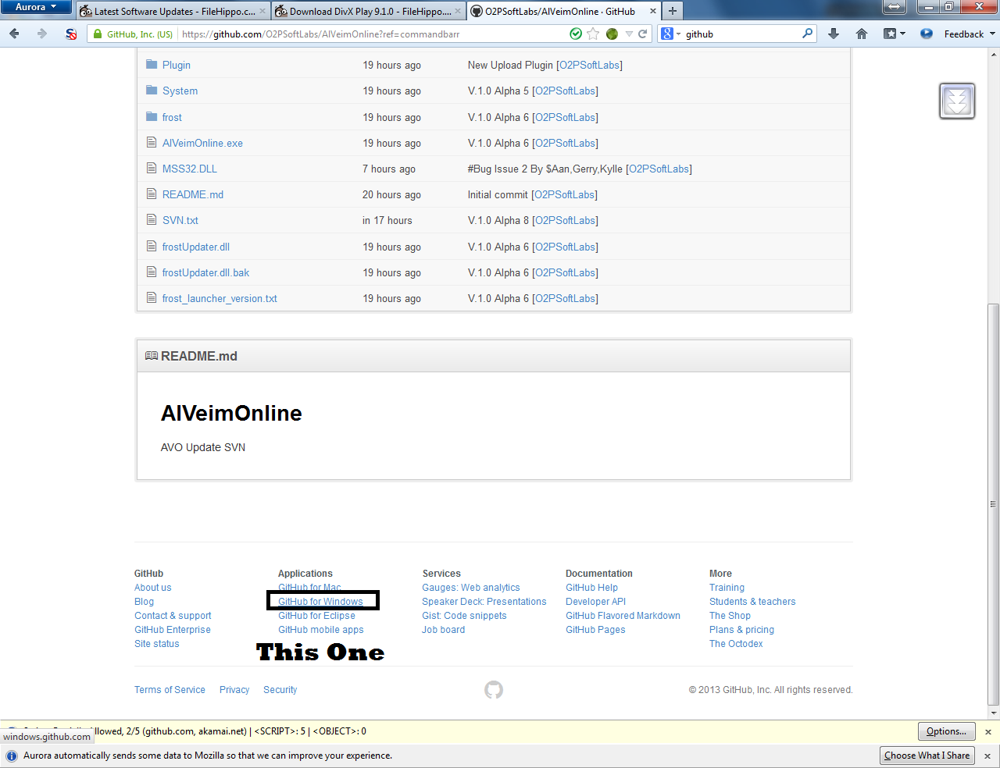 Aurora
Latest Software Updates - FileHippo.c...
Download DivX Play 9.1.0 - FileHippo....
O2PSoftLabs/AlVeimOnline · GitHub
GitHub, Inc. (US)
https://github.com/O2PSoftLabs/AlVeimOnline?ref=commandbarr
github
Feedback
Plugin 19 hours ago New Upload Plugin [O2PSoftLabs]
System 19 hours ago V.1.0 Alpha 5 [O2PSoftLabs]
frost 19 hours ago V.1.0 Alpha 6 [O2PSoftLabs]
AlVeimOnline.exe 19 hours ago V.1.0 Alpha 6 [O2PSoftLabs]
MSS32.DLL 7 hours ago #Bug Issue 2 By $Aan,Gerry,Kylle [O2PSoftLabs]
README.md 20 hours ago Initial commit [O2PSoftLabs]
SVN.txt in 17 hours V.1.0 Alpha 8 [O2PSoftLabs]
frostUpdater.dll 19 hours ago V.1.0 Alpha 6 [O2PSoftLabs]
frostUpdater.dll.bak 19 hours ago V.1.0 Alpha 6 [O2PSoftLabs]
frost_launcher_version.txt 19 hours ago V.1.0 Alpha 6 [O2PSoftLabs]
README.md
AlVeimOnline
AVO Update SVN
GitHub
About us
Blog
Contact & support
GitHub Enterprise
Site status
Applications
GitHub for Mac
GitHub for Windows
GitHub for Eclipse
GitHub mobile apps
This One
Services
Gauges: Web analytics
Speaker Deck: Presentations
Gist: Code snippets
Job board
Documentation
GitHub Help
Developer API
GitHub Flavored Markdown
GitHub Pages
More
Training
Students & teachers
The Shop
Plans & pricing
The Octodex
Terms of Service Privacy Security
© 2013 GitHub, Inc. All rights reserved.
llowed, 2/5 (github.com, akamai.net) | <SCRIPT>: 5 | <OBJECT>: 0
Options...
windows.github.com
Aurora automatically sends some data to Mozilla so that we can improve your experience.
Choose What I Share